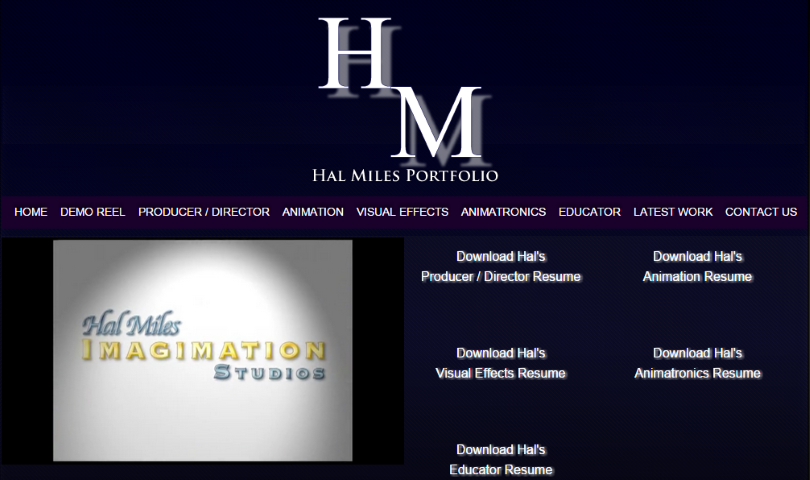 HM
HAL MILES PORTFOLIO
HOME DEMO REEL PRODUCER / DIRECTOR ANIMATION VISUAL EFFECTS ANIMATRONICS EDUCATOR LATEST WORK CONTACT US
Hal Miles
IMAGIMATION
STUDIOS
Download Hal's
Producer / Director Resume
Download Hal's
Animation Resume
Download Hal's
Visual Effects Resume
Download Hal's
Animatronics Resume
Download Hal's
Educator Resume